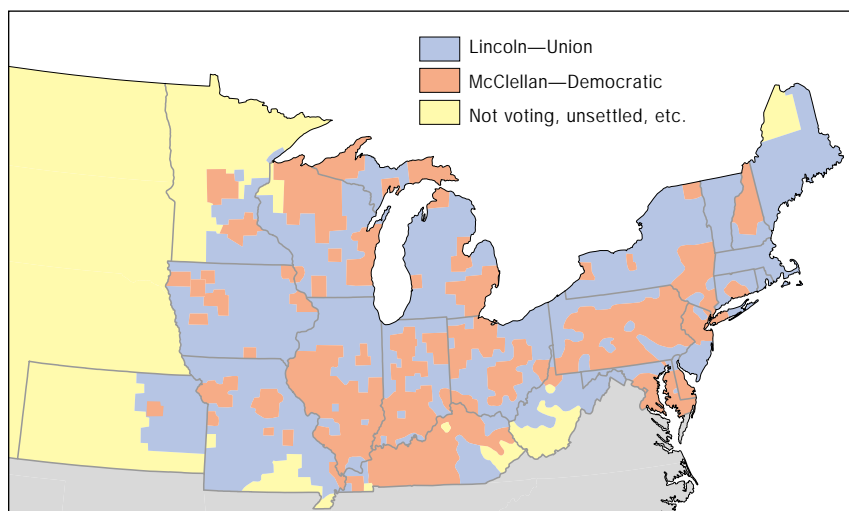 Lincoln—Union
McClellan—Democratic
Not voting, unsettled, etc.